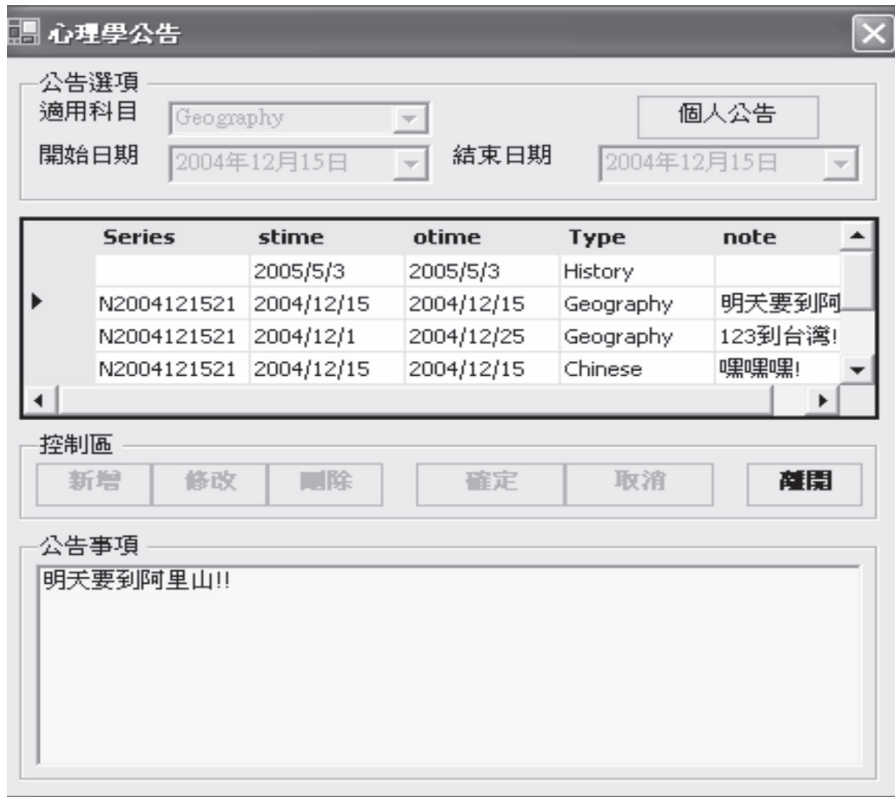 心理學公告
公告選項
適用科目 Geography 個人公告
開始日期 2004年12月15日 結束日期 2004年12月15日
Series stime otime Type note
2005/5/3 2005/5/3 History
N2004121521 2004/12/15 2004/12/15 Geography 明天要到阿
N2004121521 2004/12/1 2004/12/25 Geography 123到台灣!
N2004121521 2004/12/15 2004/12/15 Chinese 嘿嘿嘿!
控制區
新增 修改 刪除 確定 取消 離開
公告事項
明天要到阿里山!!